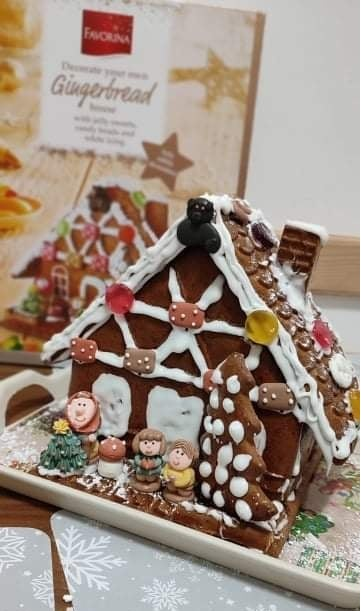 FAVORINA
Decorate your own
Gingerbread
house
with jelly sweets,
candy beads and
white icing